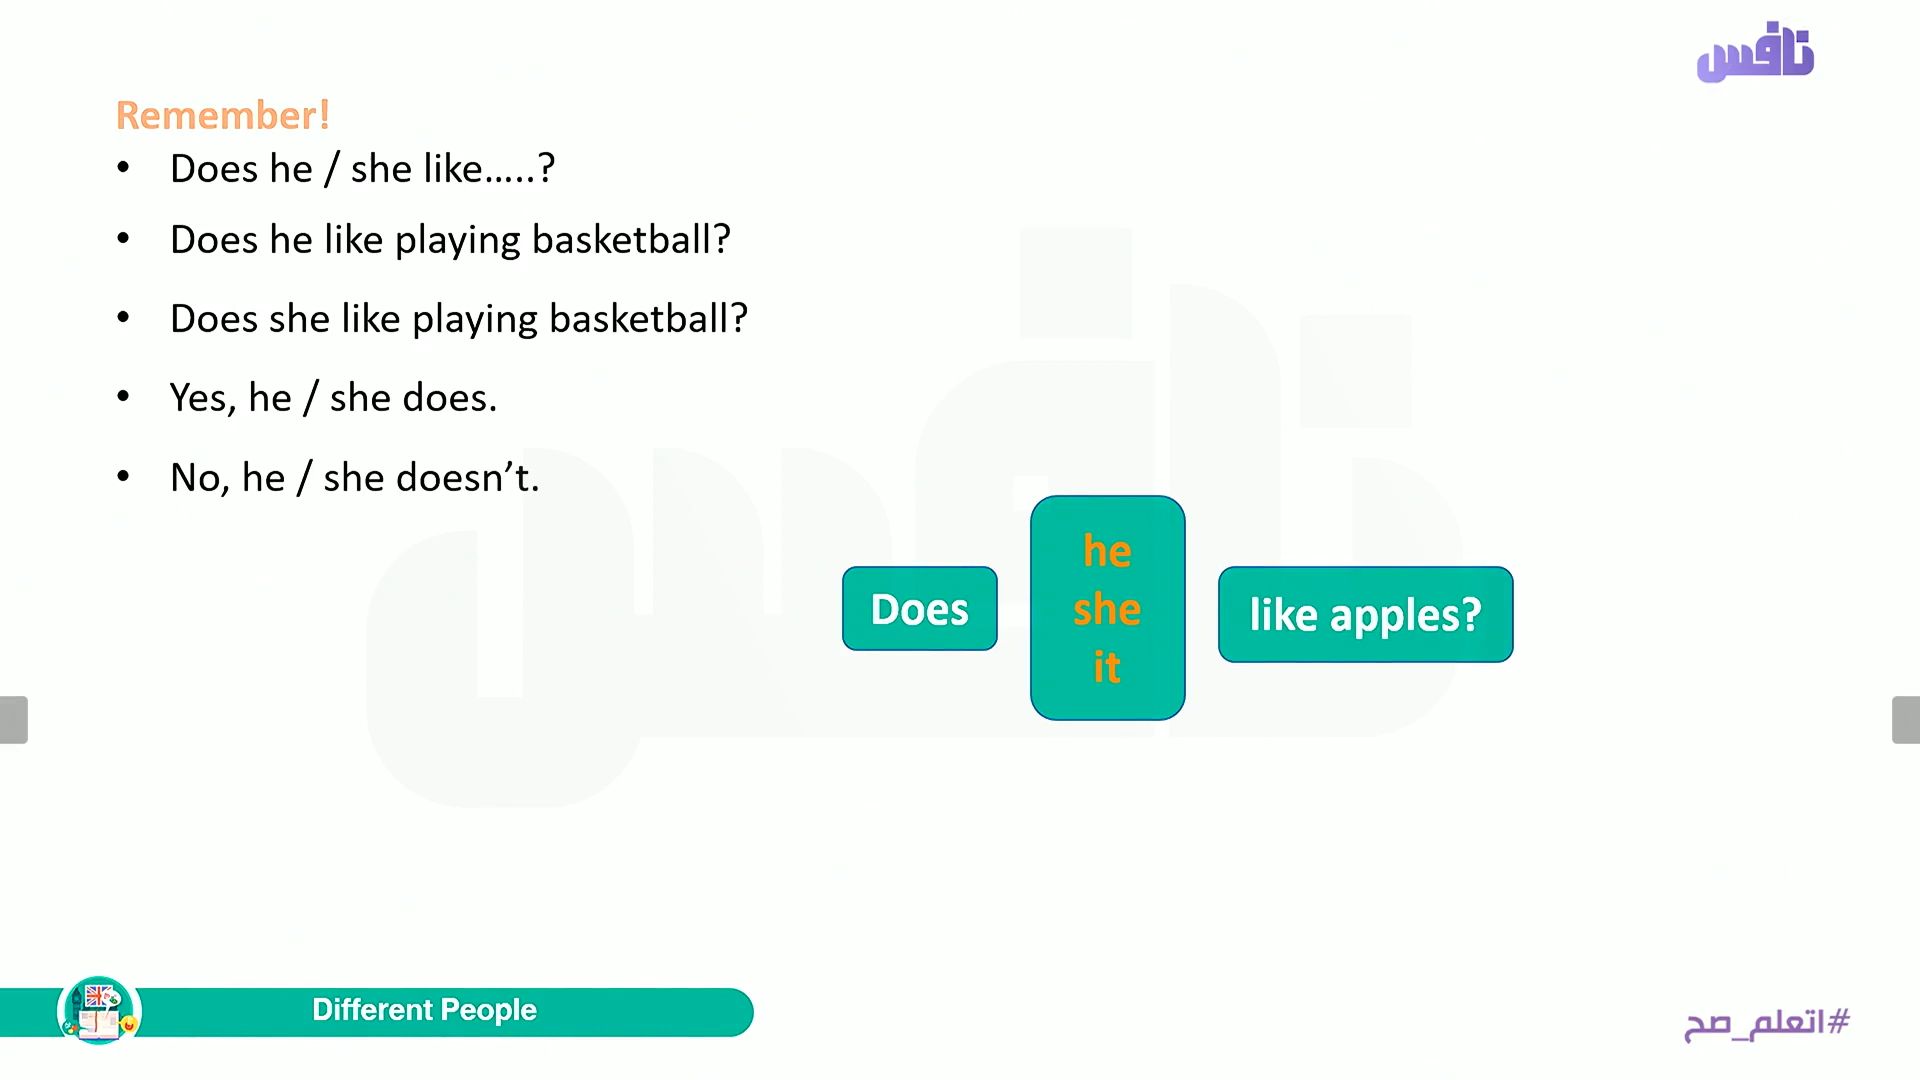 نافس
Remember!
• Does he / she like.....?
• Does he like playing basketball?
• Does she like playing basketball?
• Yes, he / she does.
• No, he / she doesn’t.
he
Does she like apples?
it
Different People
#اتعلم_صح